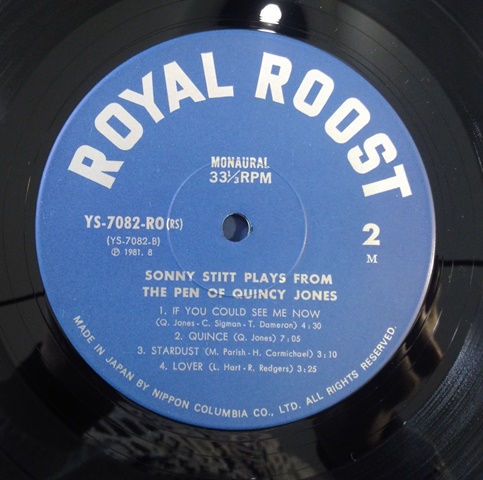 ROYAL ROOST
MONAURAL
33⅓RPM
YS-7082-RO(RS)
(YS-7082-B)
℗ 1981. 8
2
M
SONNY STITT PLAYS FROM
THE PEN OF QUINCY JONES
1. IF YOU COULD SEE ME NOW
(Q. Jones - C. Sigman - T. Dameron) 4:30
2. QUINCE (Q. Jones) 7:05
3. STARDUST (M. Parish - H. Cormichael) 3:10
4. LOVER (L. Hart - R. Redgers) 3:25
MADE IN JAPAN BY NIPPON COLUMBIA CO., LTD. ALL RIGHTS RESERVED.